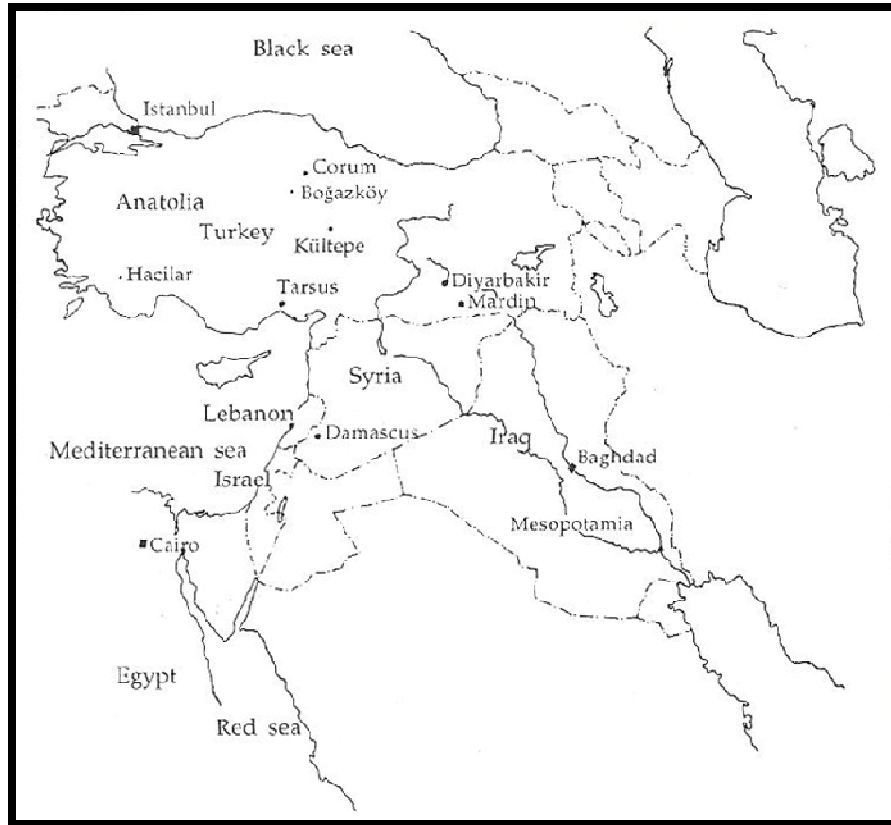 Black sea
Istanbul
Corum
Boğazköy
Anatolia
Turkey
Kültepe
Hacilar
Tarsus
Diyarbakir
Mardin
Syria
Lebanon
Damascus
Mediterranean sea
Iraq
Baghdad
Israel
Mesopotamia
Cairo
Egypt
Red sea